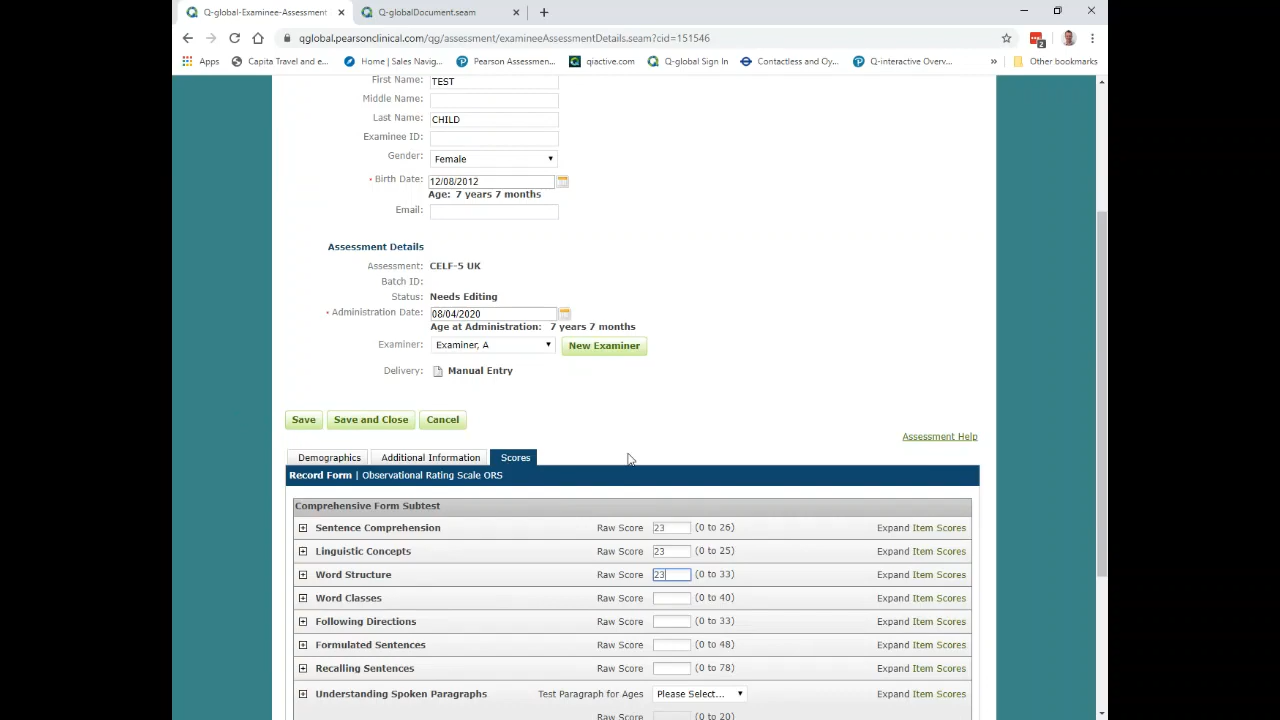 Q-global-Examinee-Assessment
Q-globalDocument.seam
qglobal.pearsonclinical.com/qg/assessment/examineeAssessmentDetails.seam?cid=151546
2
Apps
Capita Travel and e...
Home | Sales Navig...
Pearson Assessmen...
qiactive.com
Q-global Sign In
Contactless and Oy...
Q-interactive Overv...
»
Other bookmarks
First Name: TEST
Middle Name:
Last Name: CHILD
Examinee ID:
Gender: Female
• Birth Date: 12/08/2012
Age: 7 years 7 months
Email:
Assessment Details
Assessment: CELF-5 UK
Batch ID:
Status: Needs Editing
• Administration Date: 08/04/2020
Age at Administration: 7 years 7 months
Examiner: Examiner, A New Examiner
Delivery: Manual Entry
Save Save and Close Cancel
Assessment Help
Demographics Additional Information Scores
Record Form | Observational Rating Scale ORS
Comprehensive Form Subtest
Sentence Comprehension Raw Score 23 (0 to 26) Expand Item Scores
Linguistic Concepts Raw Score 23 (0 to 25) Expand Item Scores
Word Structure Raw Score 23 (0 to 33) Expand Item Scores
Word Classes Raw Score (0 to 40) Expand Item Scores
Following Directions Raw Score (0 to 33) Expand Item Scores
Formulated Sentences Raw Score (0 to 48) Expand Item Scores
Recalling Sentences Raw Score (0 to 78) Expand Item Scores
Understanding Spoken Paragraphs Test Paragraph for Ages Please Select... Expand Item Scores
Raw Score (0 to 20)